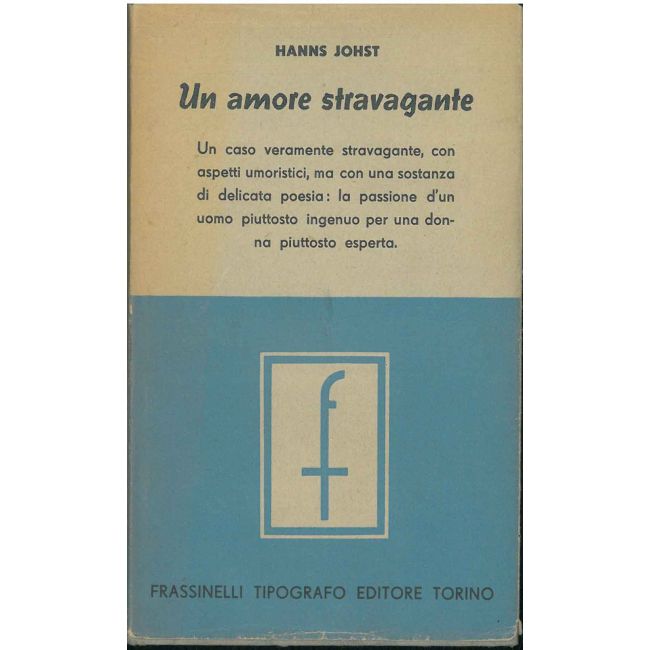 HANNS JOHST
Un amore stravagante
Un caso veramente stravagante, con
aspetti umoristici, ma con una sostanza
di delicata poesia: la passione d'un
uomo piuttosto ingenuo per una don-
na piuttosto esperta.
f
FRASSINELLI TIPOGRAFO EDITORE TORINO